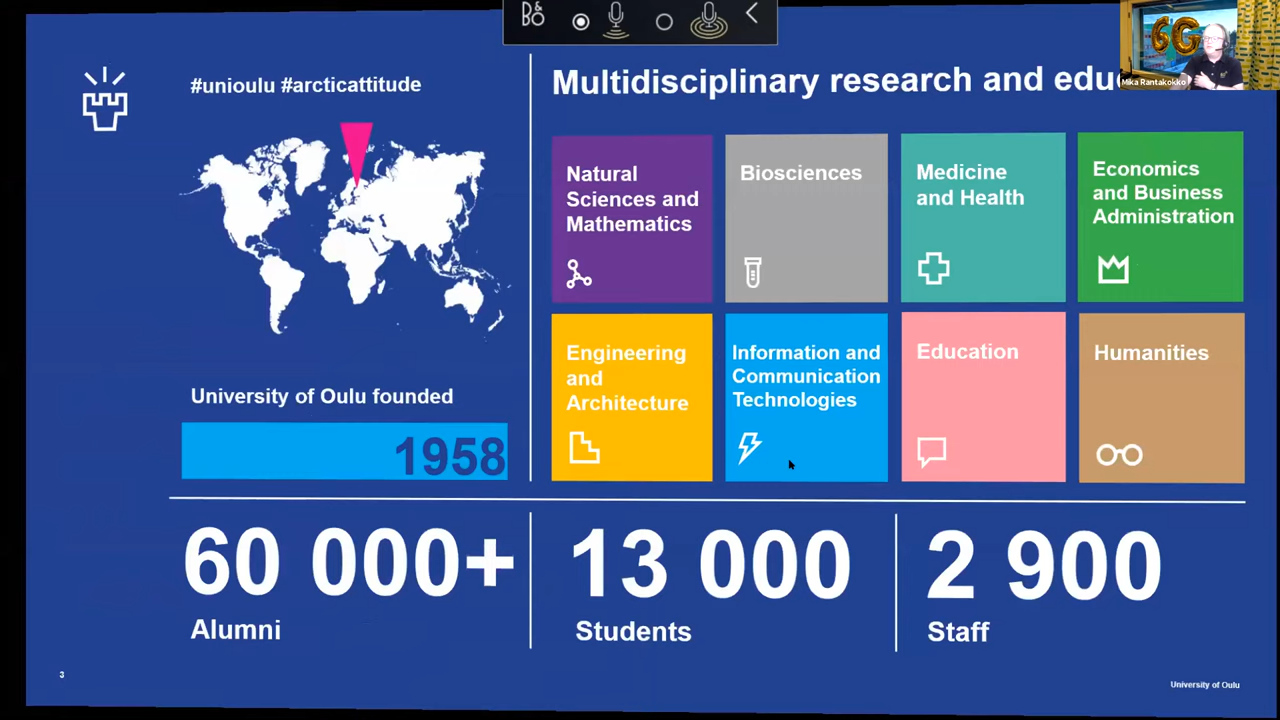 B&O
6G
Mika Rantakokko
#unioulu #arcticattitude
Multidisciplinary research and edu
Natural
Sciences and
Mathematics
Biosciences
Medicine
and Health
Economics
and Business
Administration
Engineering
and
Architecture
Information and
Communication
Technologies
Education
Humanities
University of Oulu founded
1958
60 000+
Alumni
13 000
Students
2 900
Staff
3
University of Oulu